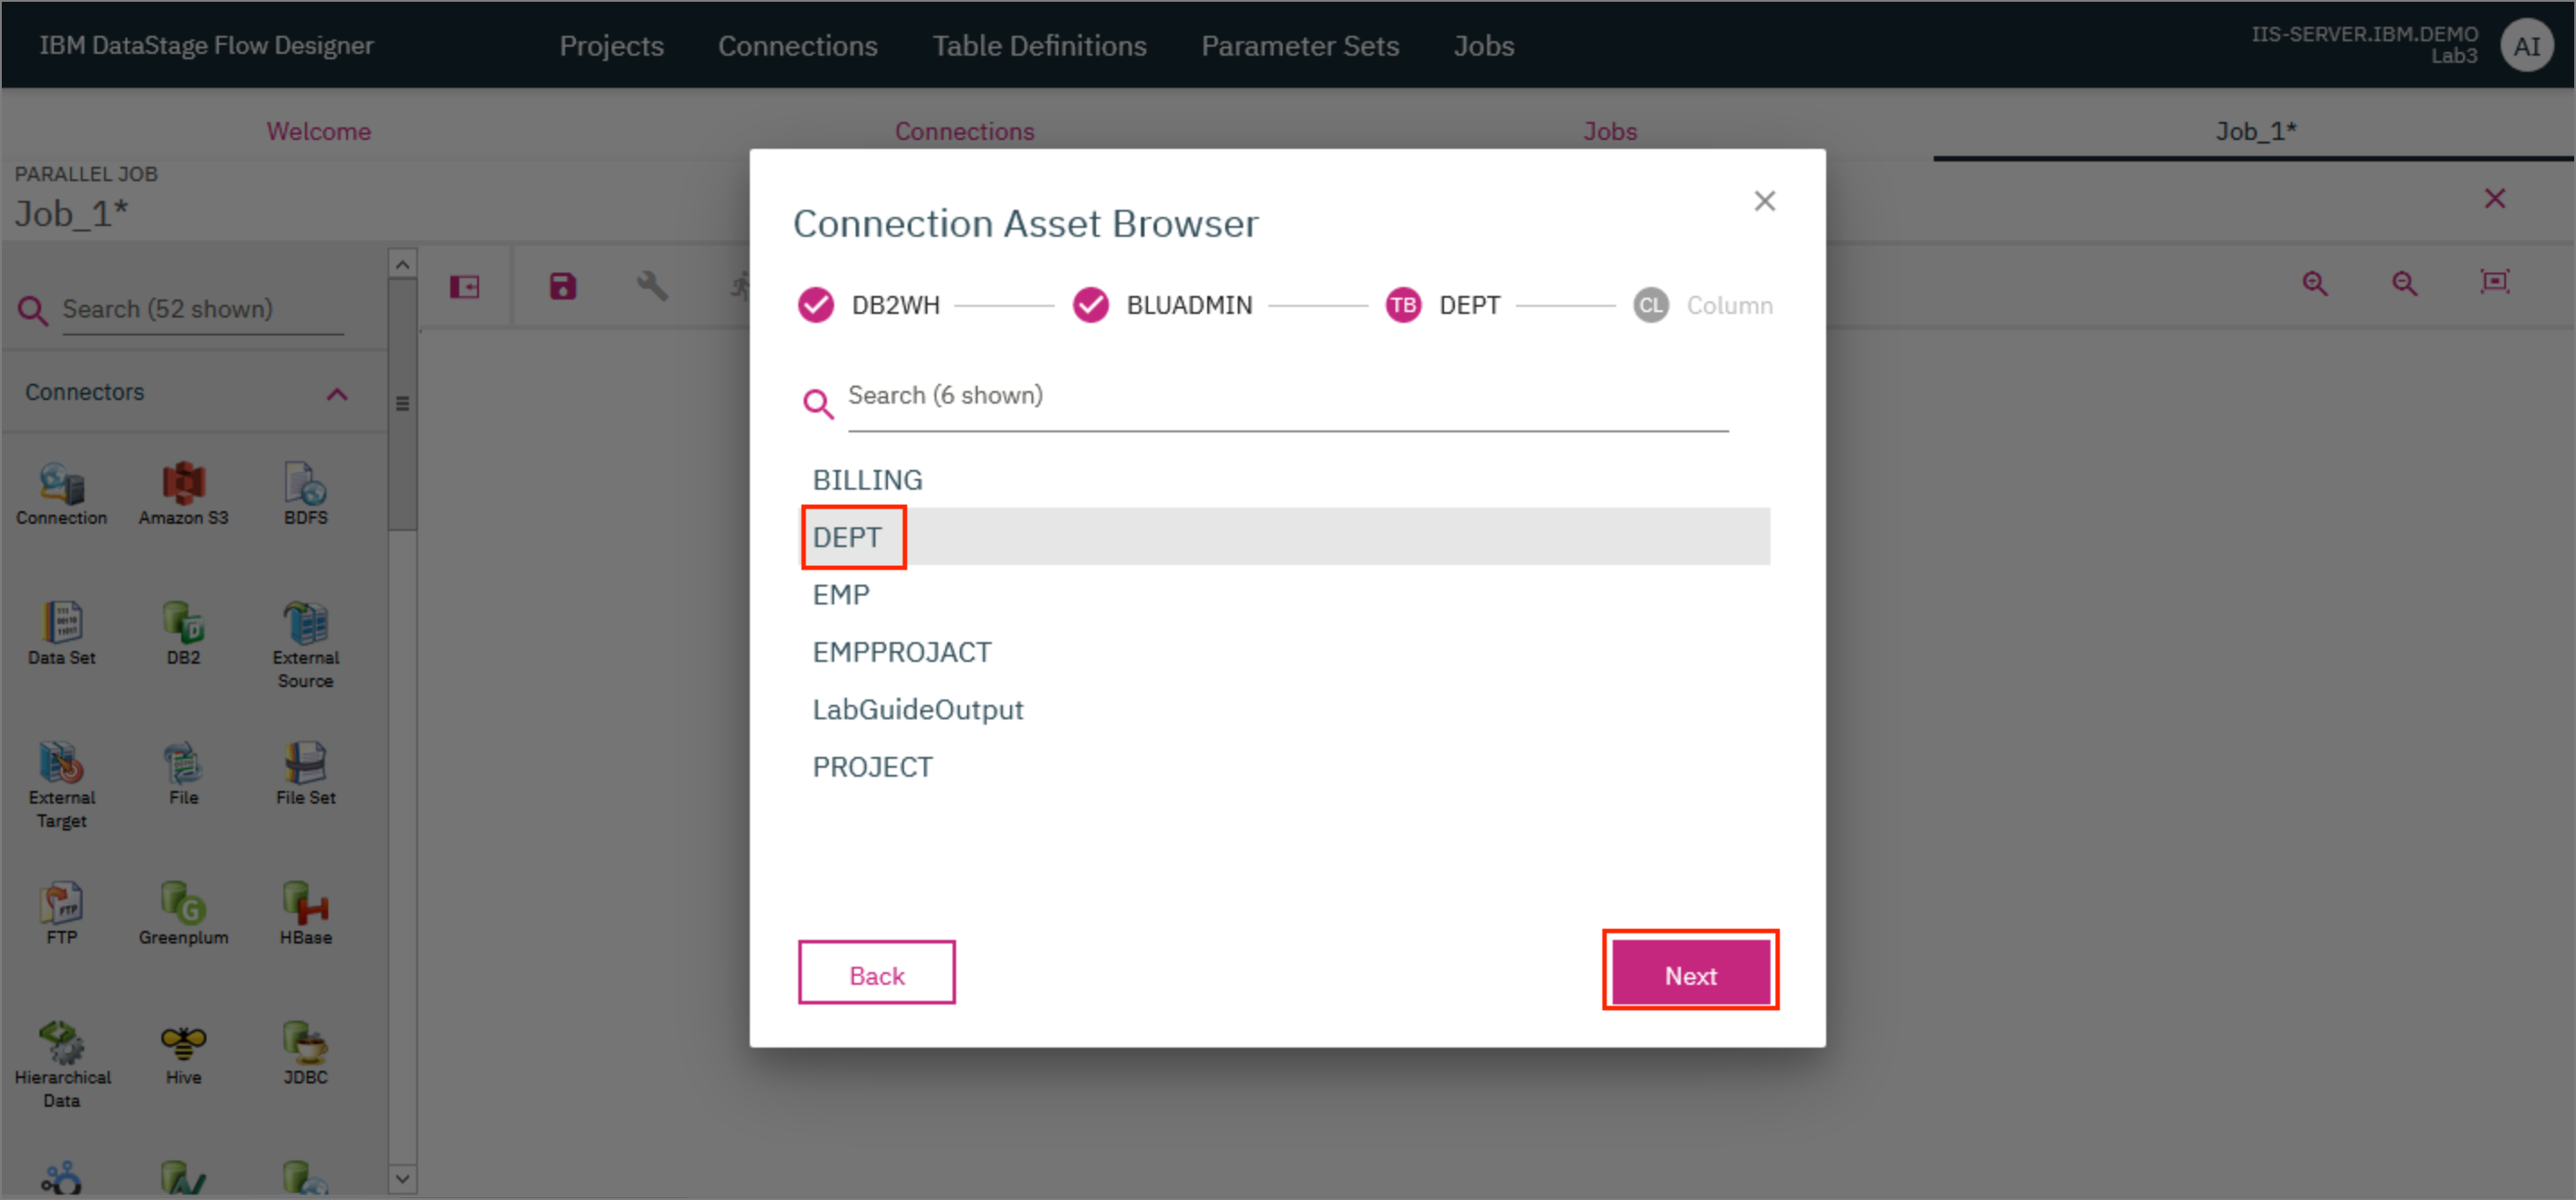 IBM DataStage Flow Designer
Projects
Connections
Table Definitions
Parameter Sets
Jobs
IIS-SERVER.IBM.DEMO
Lab3
AI
Welcome
Connections
Jobs
Job_1*
PARALLEL JOB
Job_1*
Search (52 shown)
Connectors
Connection
Amazon S3
BDFS
Data Set
DB2
External
Source
External
Target
File
File Set
FTP
Greenplum
HBase
Hierarchical
Data
Hive
JDBC
Connection Asset Browser
DB2WH
BLUADMIN
TB
DEPT
CL
Column
Search (6 shown)
BILLING
DEPT
EMP
EMPPROJACT
LabGuideOutput
PROJECT
Back
Next